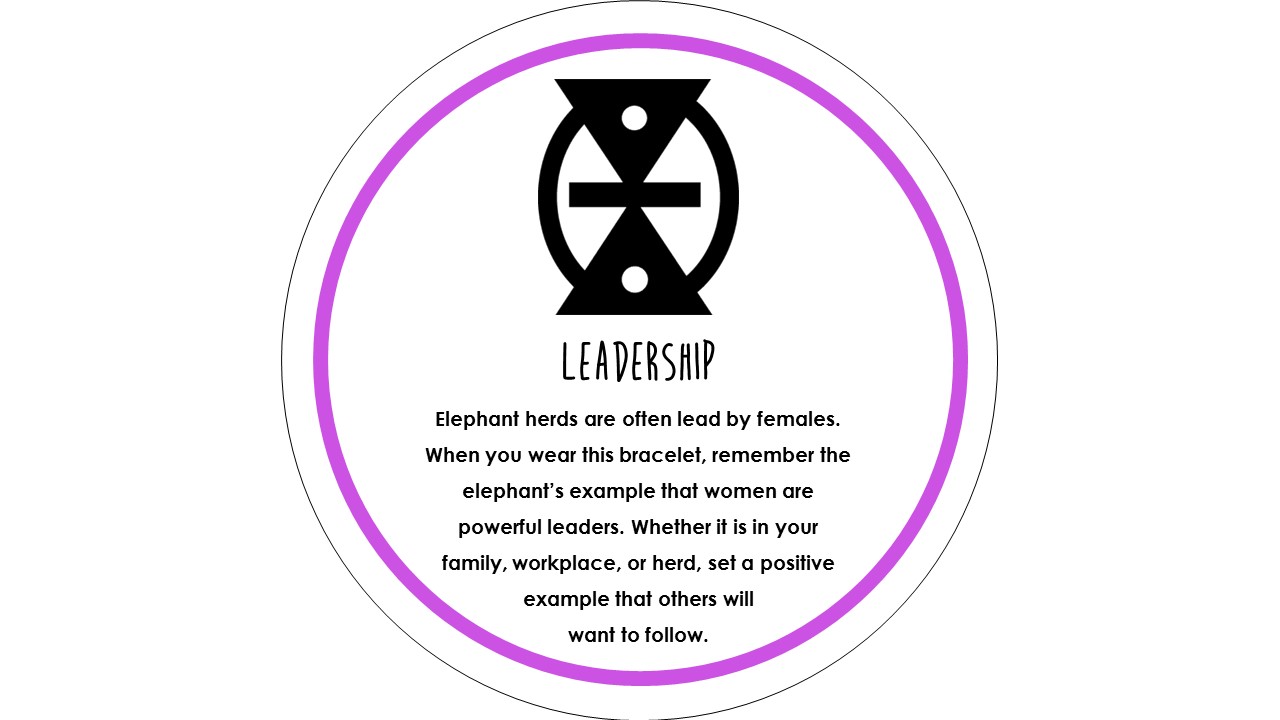 LEADERSHIP
Elephant herds are often lead by females.
When you wear this bracelet, remember the
elephant’s example that women are
powerful leaders. Whether it is in your
family, workplace, or herd, set a positive
example that others will
want to follow.